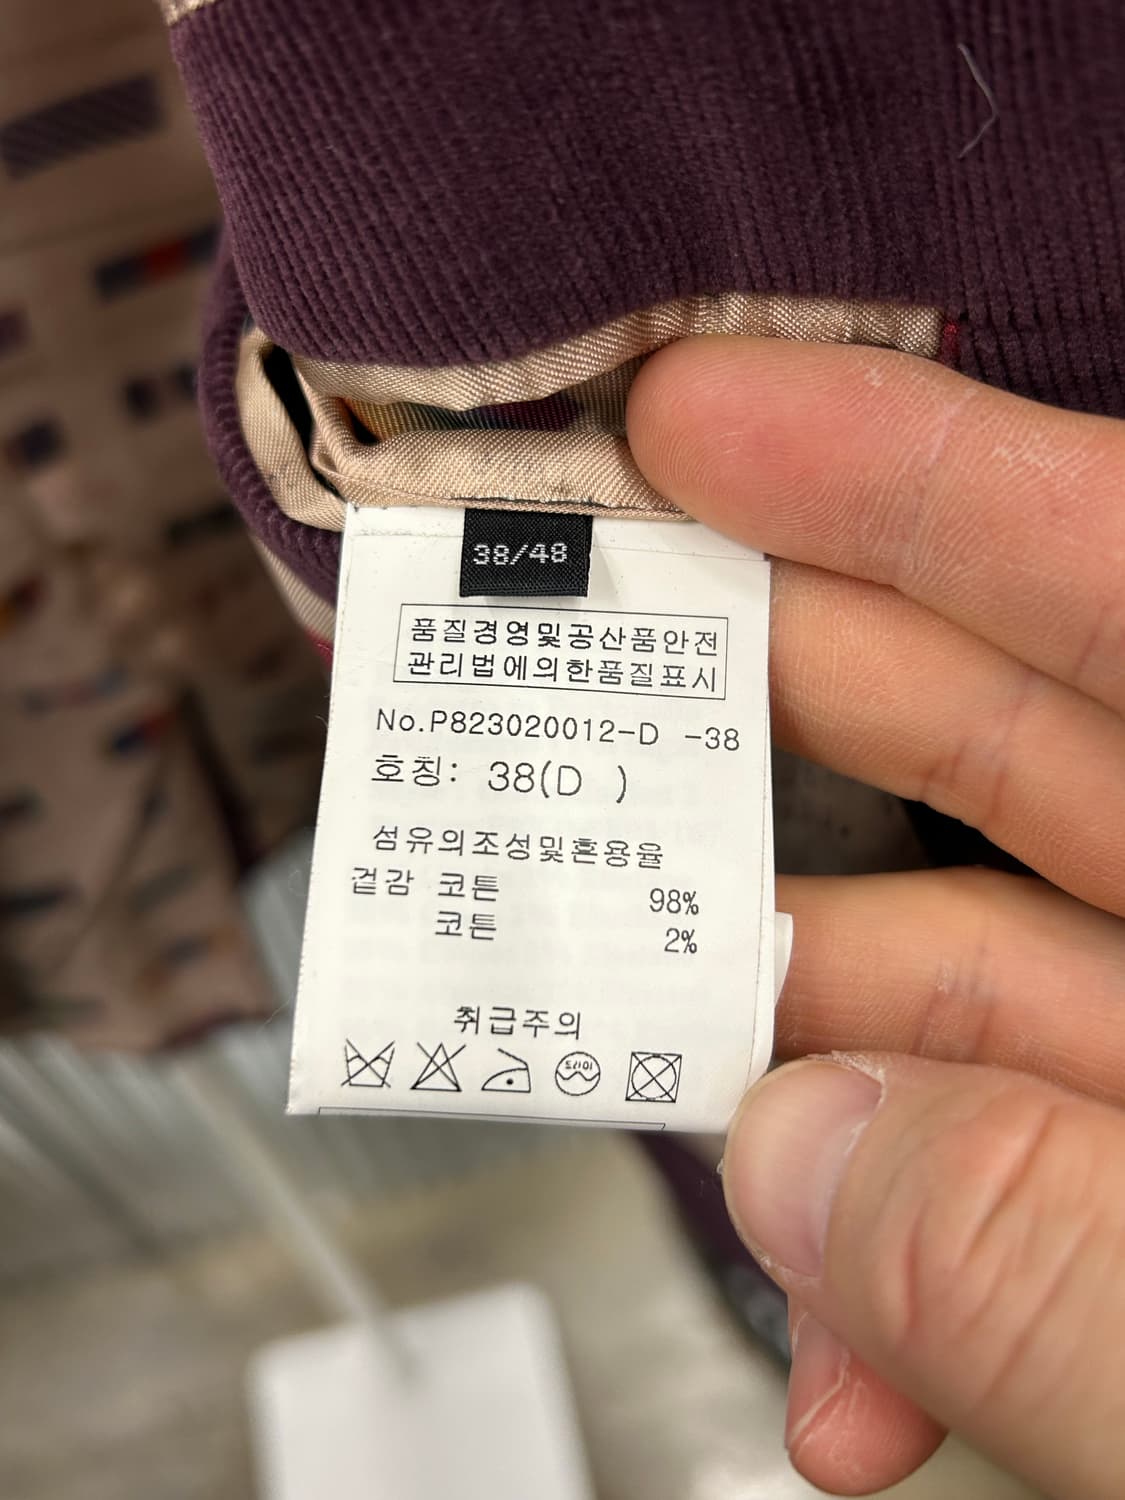 38/48
품질경영및공산품안전
관리법에의한품질표시
No.P823020012-D -38
호칭: 38(D )
섬유의조성및혼용율
겉감 코튼 98%
코튼 2%
취급주의